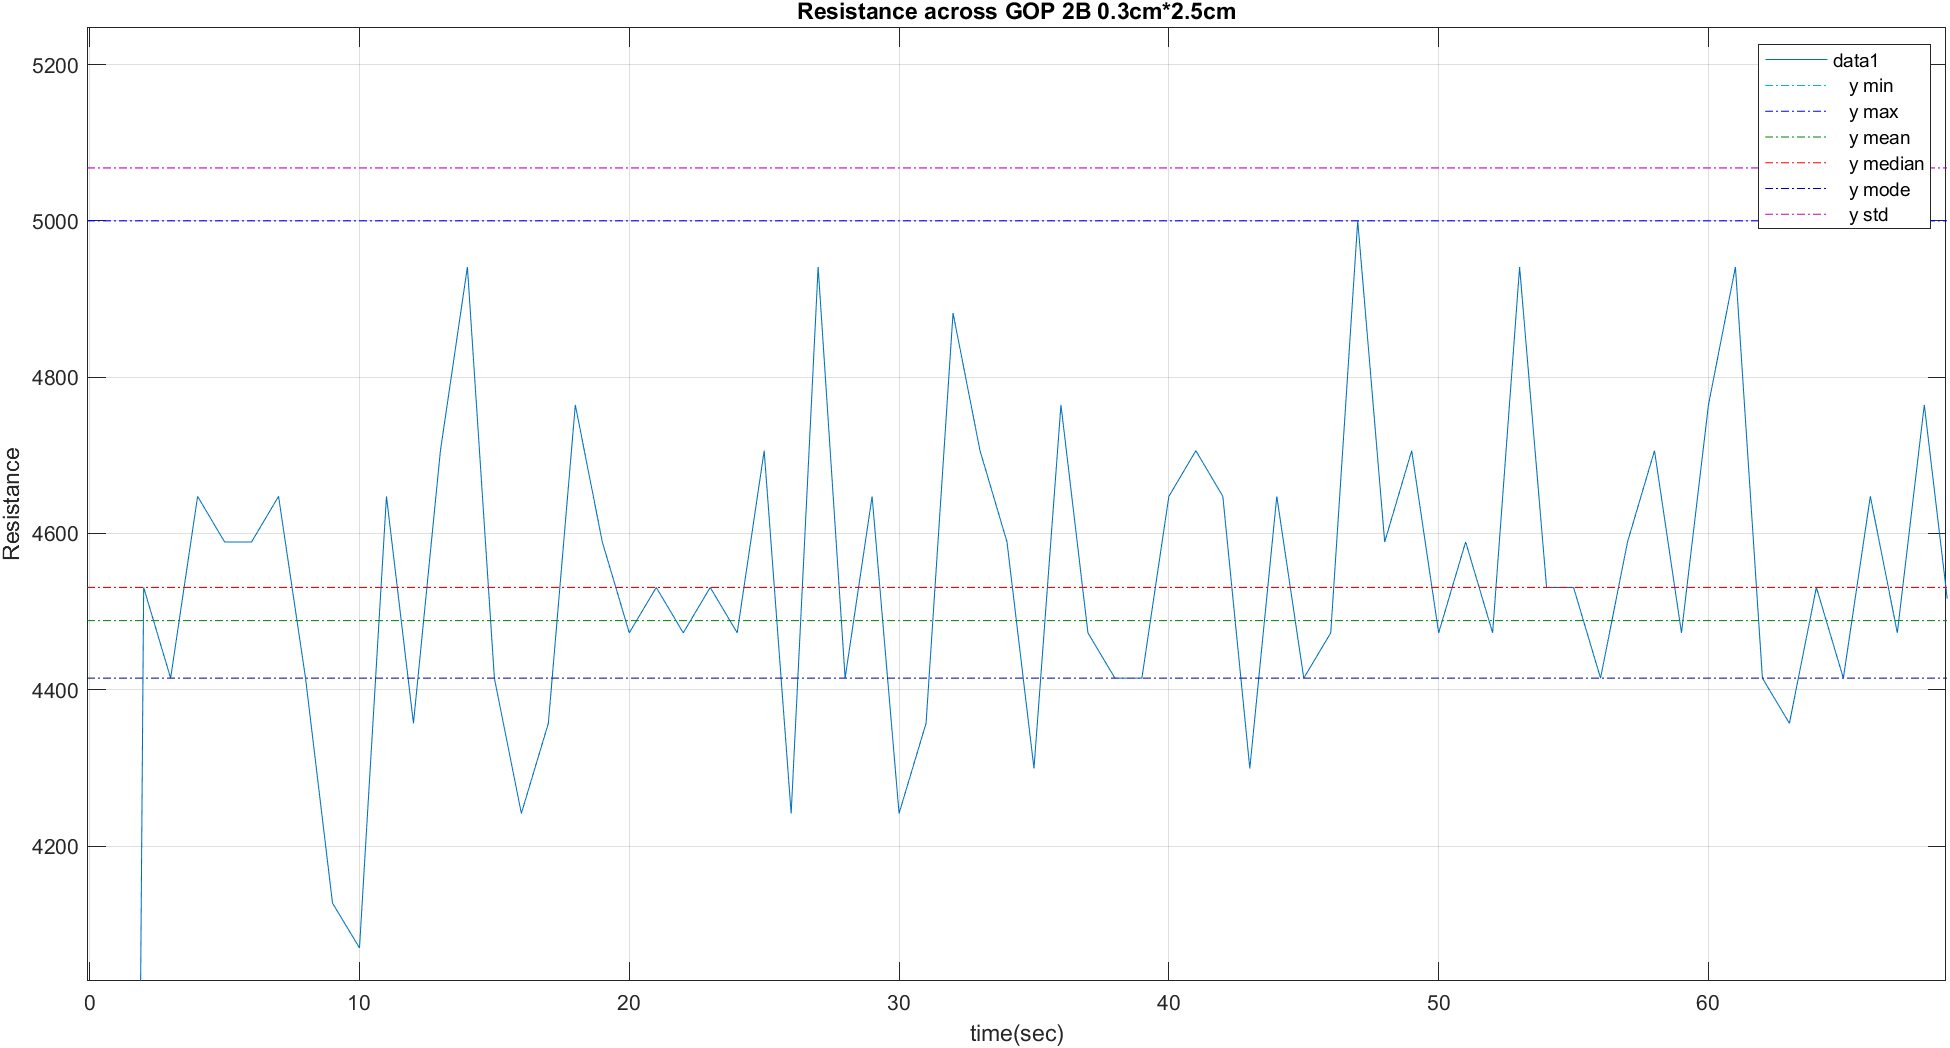 Resistance across GOP 2B 0.3cm*2.5cm
5200
5000
4800
4600
4400
4200
Resistance
data1
y min
y max
y mean
y median
y mode
y std
0 10 20 30 40 50 60
time(sec)